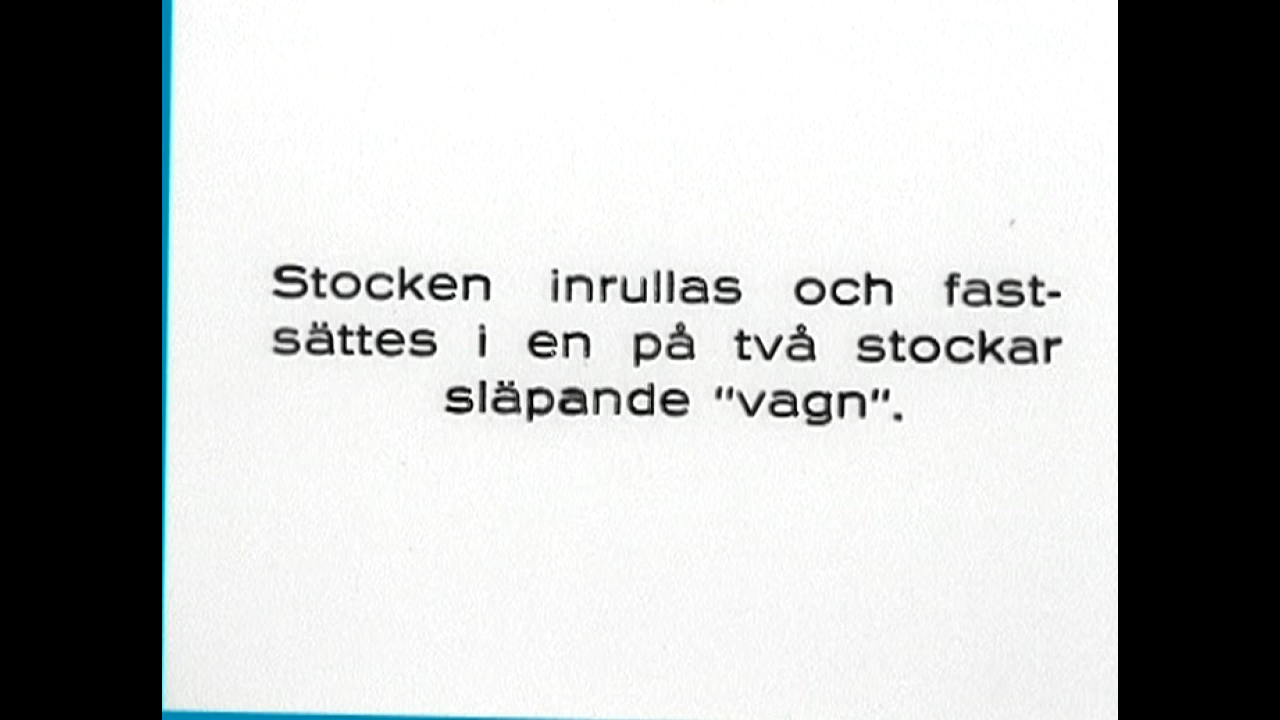 Stocken inrullas och fast-
sättes i en på två stockar
släpande "vagn".